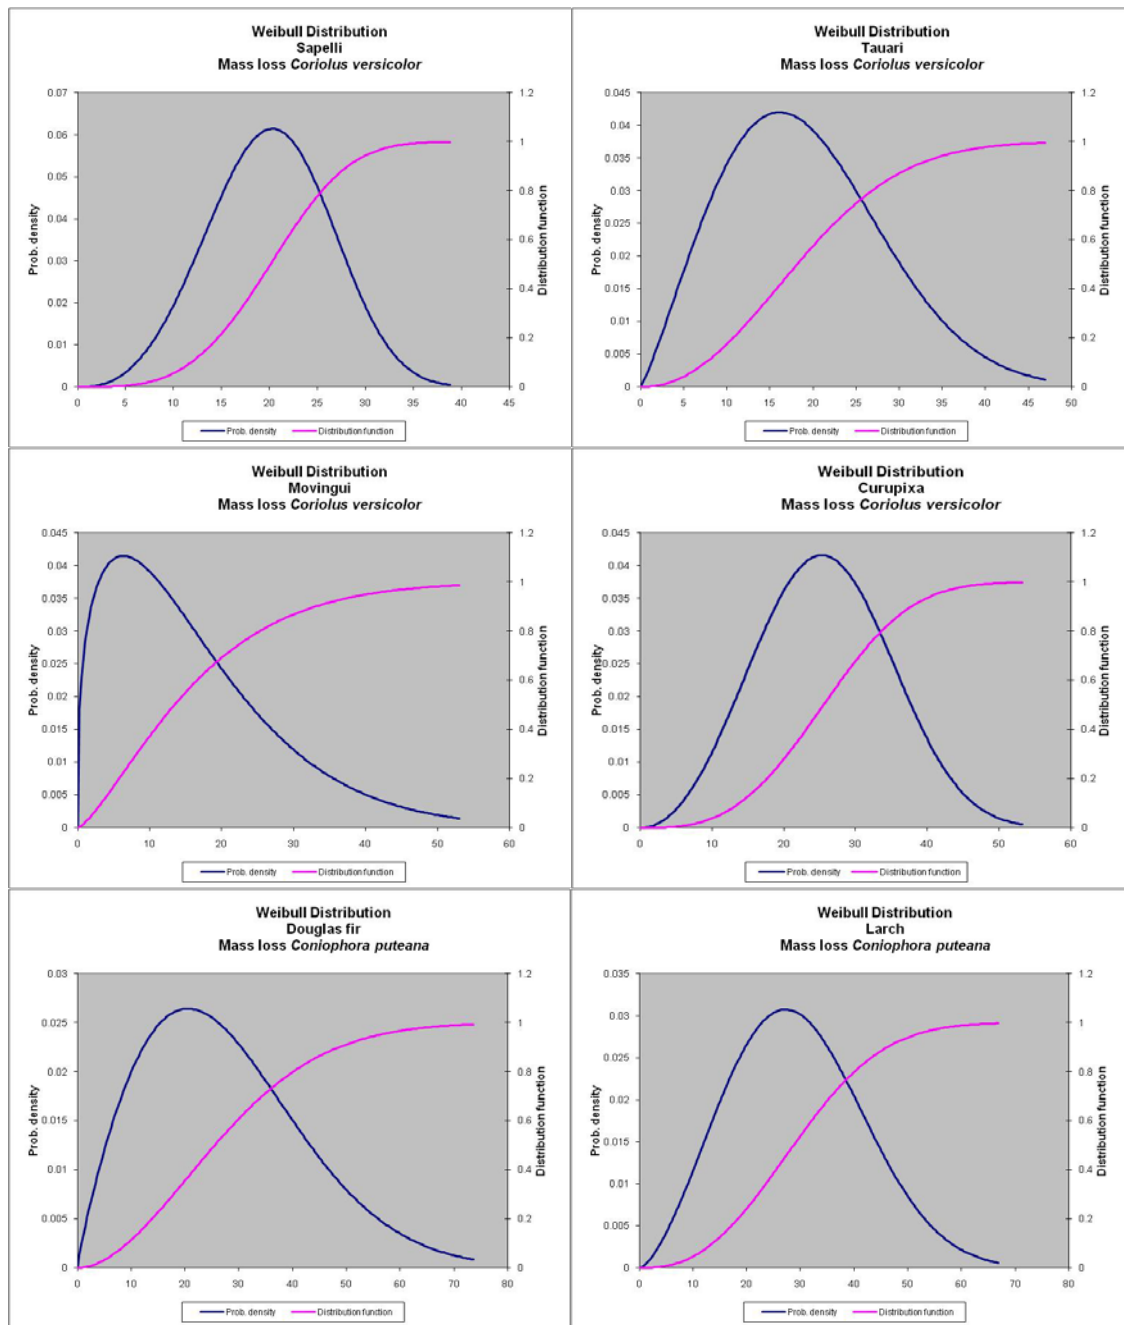 Weibull Distribution
Sapelli
Mass loss Coriolus versicolor
0.07
0.06
0.05
0.04
0.03
0.02
0.01
0
Prob. density
1.2
1
0.8
0.6
0.4
0.2
0
Distribution function
0 5 10 15 20 25 30 35 40 45
Prob. density Distribution function
Weibull Distribution
Tauari
Mass loss Coriolus versicolor
0.045
0.04
0.035
0.03
0.025
0.02
0.015
0.01
0.005
0
Prob. density
1.2
1
0.8
0.6
0.4
0.2
0
Distribution function
0 5 10 15 20 25 30 35 40 45 50
Prob. density Distribution function
Weibull Distribution
Movingui
Mass loss Coriolus versicolor
0.045
0.04
0.035
0.03
0.025
0.02
0.015
0.01
0.005
0
Prob. density
1.2
1
0.8
0.6
0.4
0.2
0
Distribution function
0 10 20 30 40 50 60
Prob. density Distribution function
Weibull Distribution
Curupixa
Mass loss Coriolus versicolor
0.045
0.04
0.035
0.03
0.025
0.02
0.015
0.01
0.005
0
Prob. density
1.2
1
0.8
0.6
0.4
0.2
0
Distribution function
0 10 20 30 40 50 60
Prob. density Distribution function
Weibull Distribution
Douglas fir
Mass loss Coniophora puteana
0.03
0.025
0.02
0.015
0.01
0.005
0
Prob. density
1.2
1
0.8
0.6
0.4
0.2
0
Distribution function
0 10 20 30 40 50 60 70 80
Prob. density Distribution function
Weibull Distribution
Larch
Mass loss Coniophora puteana
0.035
0.03
0.025
0.02
0.015
0.01
0.005
0
Prob. density
1.2
1
0.8
0.6
0.4
0.2
0
Distribution function
0 10 20 30 40 50 60 70 80
Prob. density Distribution function